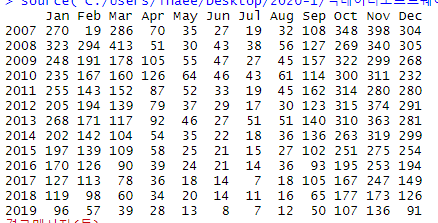 > source( C:/Users/Thaee/Desktop/2020-1/
Jan Feb Mar Apr May Jun Jul Aug Sep Oct Nov Dec
2007 270 19 286 70 35 27 19 32 108 348 398 304
2008 323 294 413 51 30 43 38 56 127 269 340 305
2009 248 191 178 105 55 47 27 45 157 322 299 268
2010 235 167 160 126 64 46 43 61 114 300 311 232
2011 255 143 152 87 52 33 19 45 162 314 280 280
2012 205 194 139 79 37 29 17 30 123 315 374 291
2013 268 171 117 92 46 27 51 51 140 310 363 281
2014 202 142 104 54 35 22 18 36 136 263 319 299
2015 197 139 109 58 25 21 15 27 102 251 275 254
2016 170 126 90 39 24 21 14 36 93 195 253 194
2017 127 113 78 36 18 14 7 18 105 167 247 149
2018 119 98 60 34 20 14 11 16 65 177 173 126
2019 96 57 39 28 13 8 7 12 50 107 136 91